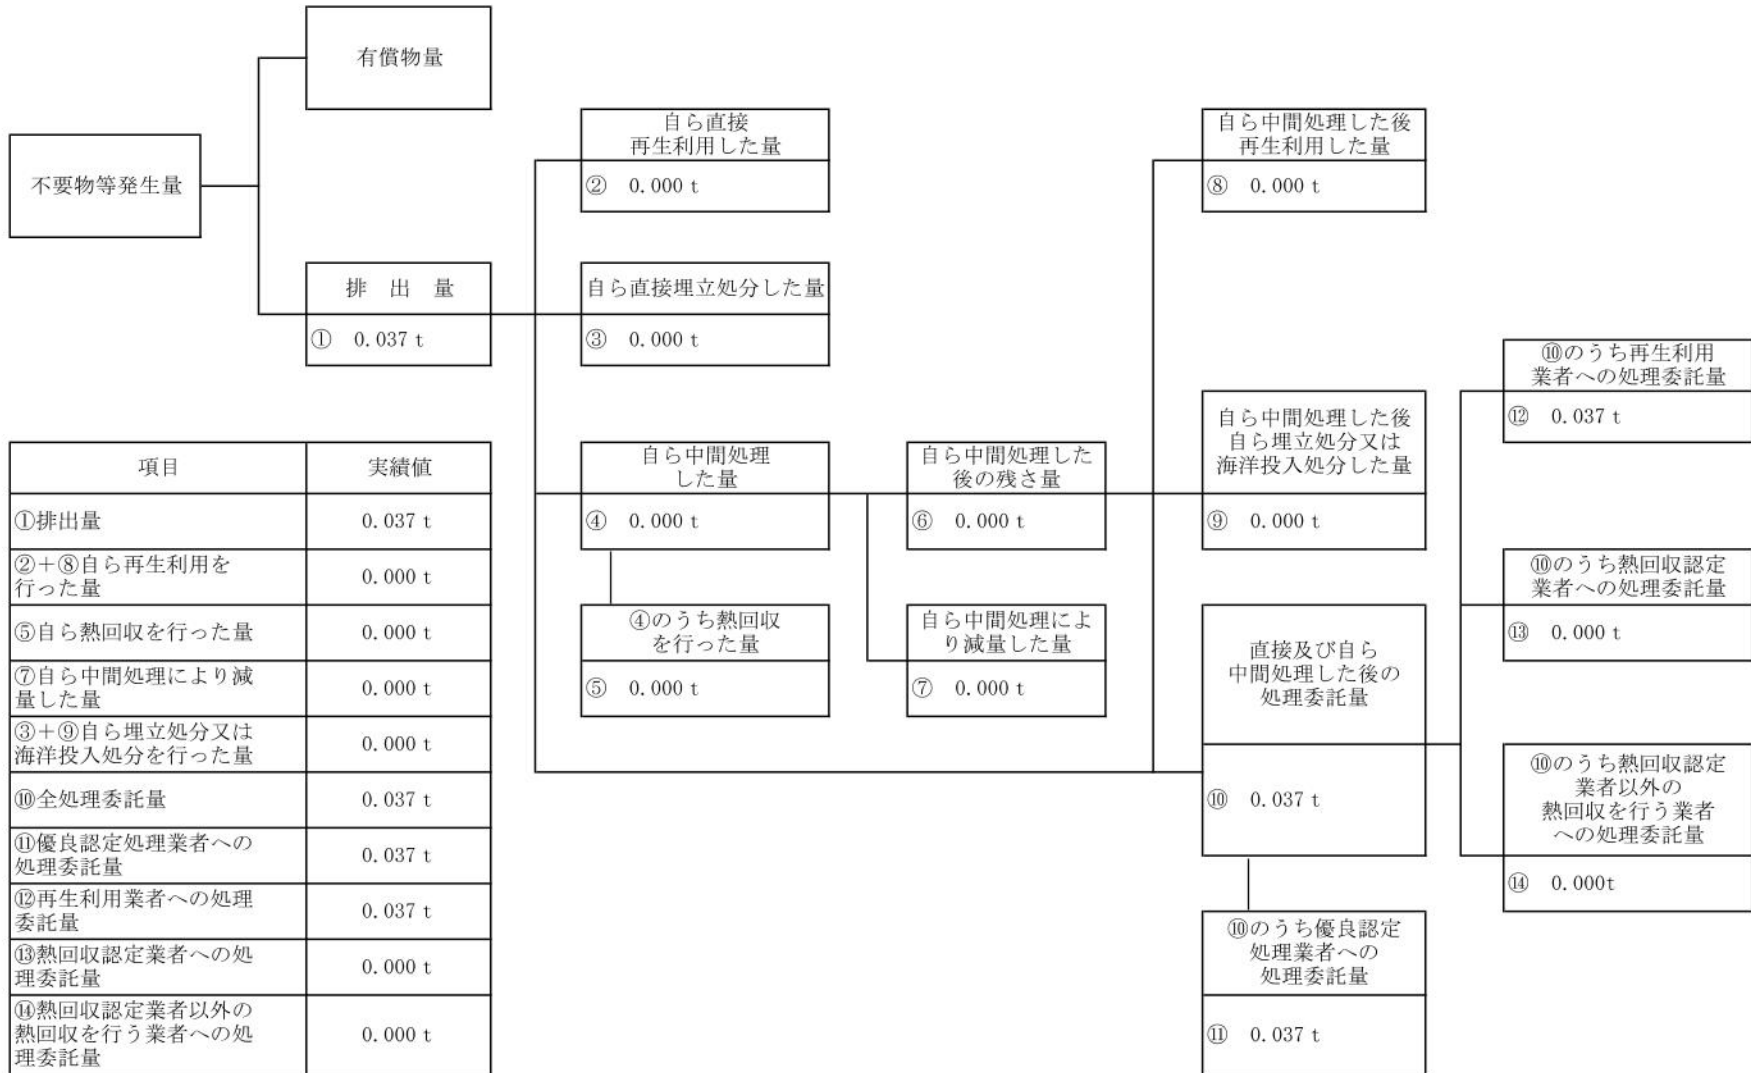 有償物量
不要物等発生量
排　出　量
① 0.037 t
自ら直接
再生利用した量
② 0.000 t
自ら直接埋立処分した量
③ 0.000 t
自ら中間処理
した量
④ 0.000 t
④のうち熱回収
を行った量
⑤ 0.000 t
自ら中間処理した
後の残さ量
⑥ 0.000 t
自ら中間処理によ
り減量した量
⑦ 0.000 t
自ら中間処理した後
再生利用した量
⑧ 0.000 t
自ら中間処理した後
自ら埋立処分又は
海洋投入処分した量
⑨ 0.000 t
直接及び自ら
中間処理した後の
処理委託量
⑩ 0.037 t
⑩のうち優良認定
処理業者への
処理委託量
⑪ 0.037 t
⑩のうち再生利用
業者への処理委託量
⑫ 0.037 t
⑩のうち熱回収認定
業者への処理委託量
⑬ 0.000 t
⑩のうち熱回収認定
業者以外の
熱回収を行う業者
への処理委託量
⑭ 0.000t
項目 実績値
①排出量 0.037 t
②＋⑧自ら再生利用を
行った量 0.000 t
⑤自ら熱回収を行った量 0.000 t
⑦自ら中間処理により減
量した量 0.000 t
③＋⑨自ら埋立処分又は
海洋投入処分を行った量 0.000 t
⑩全処理委託量 0.037 t
⑪優良認定処理業者への
処理委託量 0.037 t
⑫再生利用業者への処理
委託量 0.037 t
⑬熱回収認定業者への処
理委託量 0.000 t
⑭熱回収認定業者以外の
熱回収を行う業者への処
理委託量 0.000 t